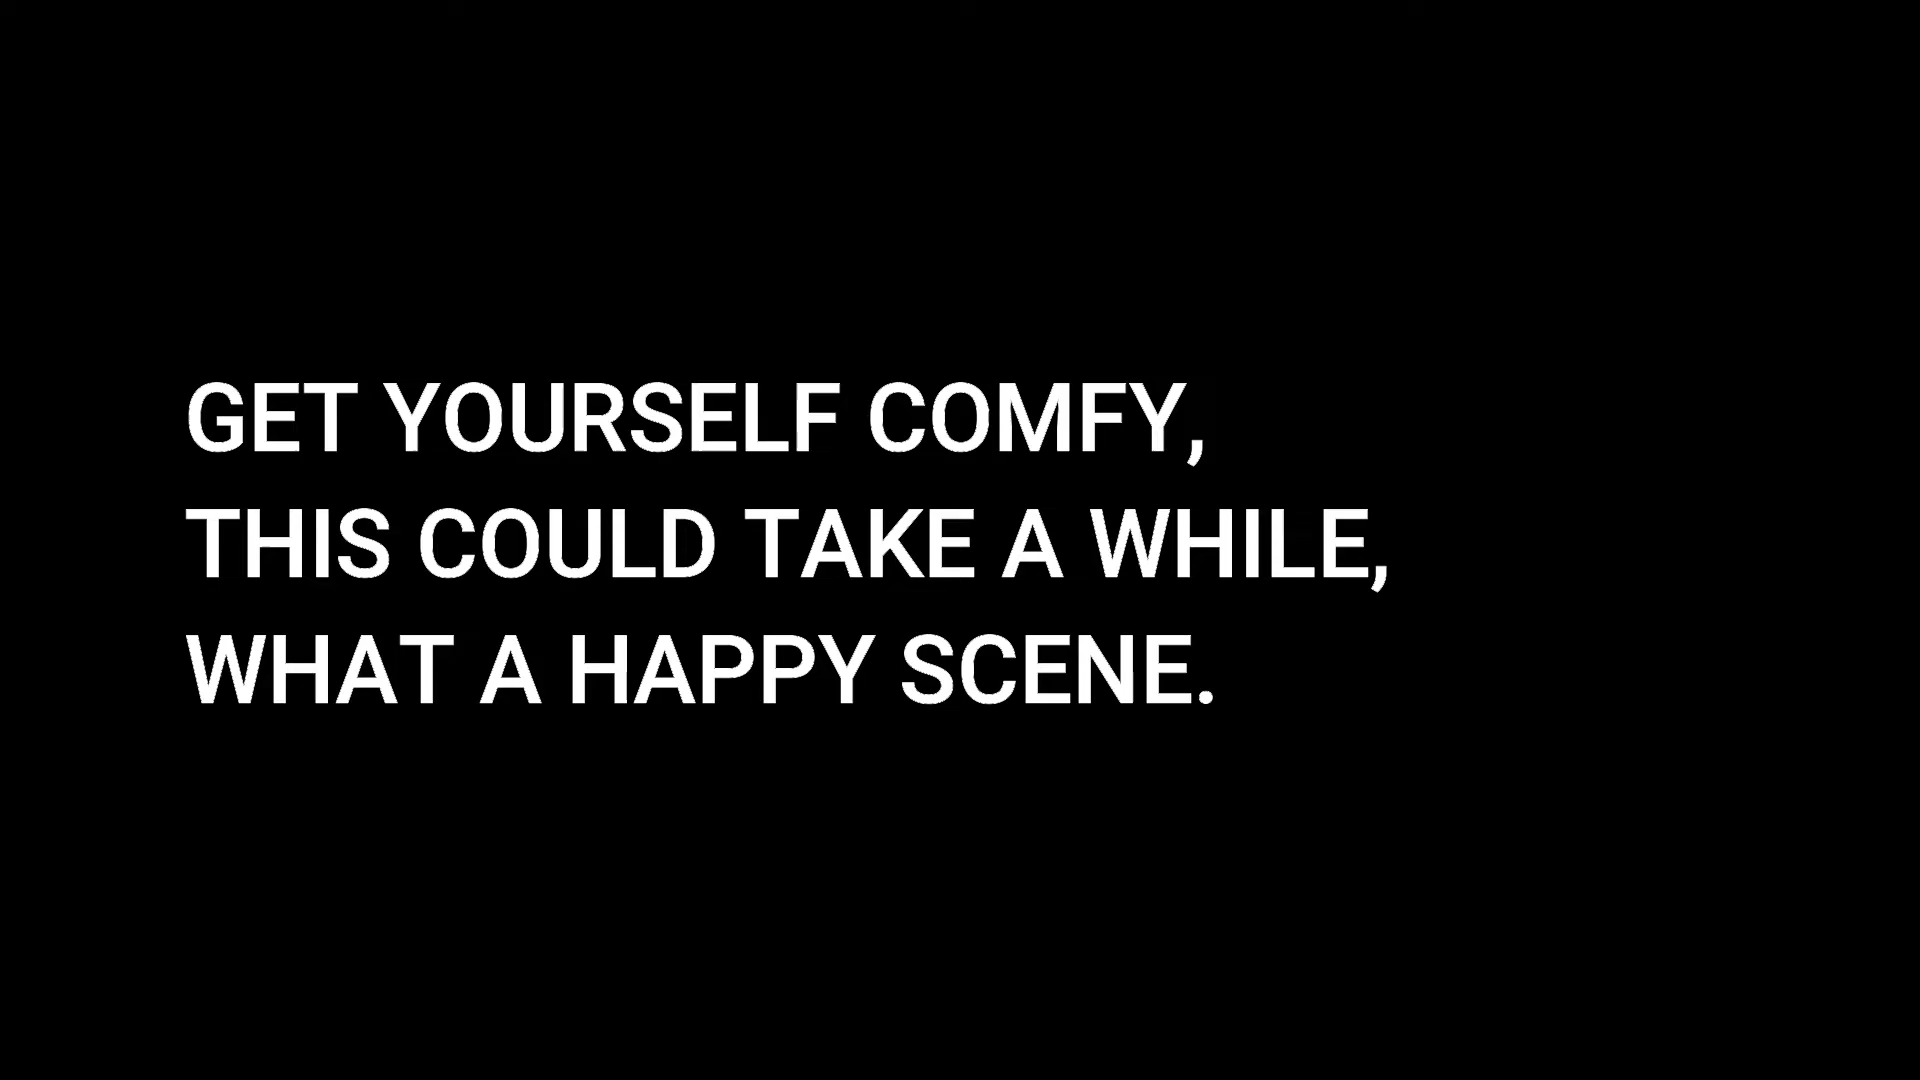 GET YOURSELF COMFY,
THIS COULD TAKE A WHILE,
WHAT A HAPPY SCENE.